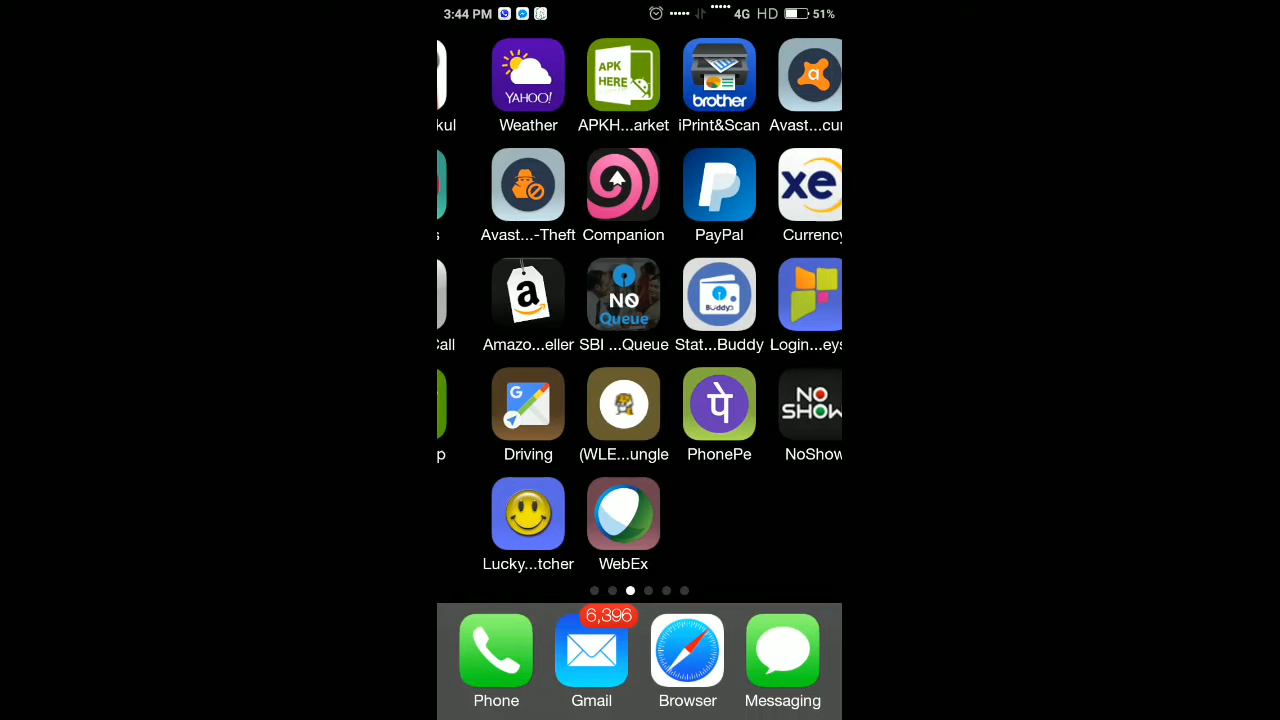 3:44 PM 4G HD 51%
YAHOO!
APK
HERE
brother
a
kul Weather APKH...arket iPrint&Scan Avast...cur
P
xe
s Avast...-Theft Companion PayPal Currency
a
NO
Queue
Buddy
Call Amazo...eller SBI ...Queue Stat...Buddy Login...eys
G
पे
NO
SHOW
p Driving (WLE...ungle PhonePe NoShow
Lucky...tcher WebEx
6,396
Phone Gmail Browser Messaging